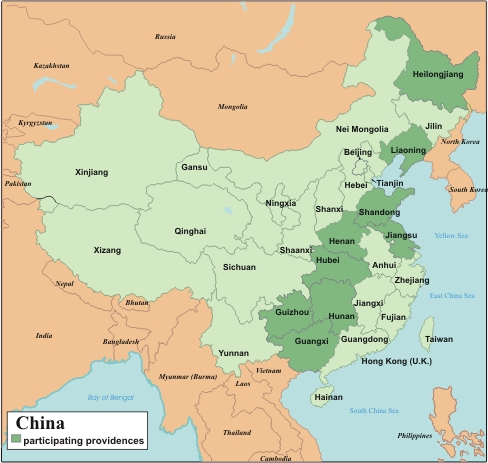 Russia
Kazakhstan
Heilongjiang
Mongolia
Kyrgyzstan
Nei Mongolia
Jilin
Beijing
Liaoning
North Korea
Gansu
Xinjiang
Pakistan
Hebei
Tianjin
South Korea
Ningxia
Shanxi
Shandong
Qinghai
Jiangsu
Yellow Sea
Xizang
Shaanxi
Henan
Hubei
Sichuan
Anhui
Nepal
Zhejiang
East China Sea
Bhutan
Guizhou
Hunan
Jiangxi
Fujian
India
Bangladesh
Guangxi
Guangdong
Taiwan
Yunnan
Hong Kong (U.K.)
Myanmar (Burma)
Vietnam
Laos
Bay of Bengal
Hainan
South China Sea
China
participating providences
Thailand
Philippines
Cambodia